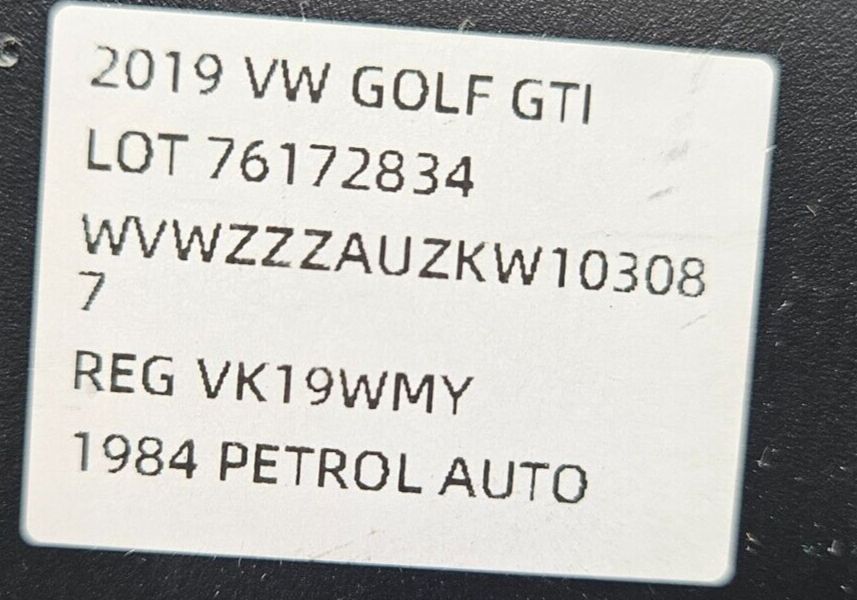 2019 VW GOLF GTI
LOT 76172834
WVWZZZAUZKW10308
7
REG VK19WMY
1984 PETROL AUTO